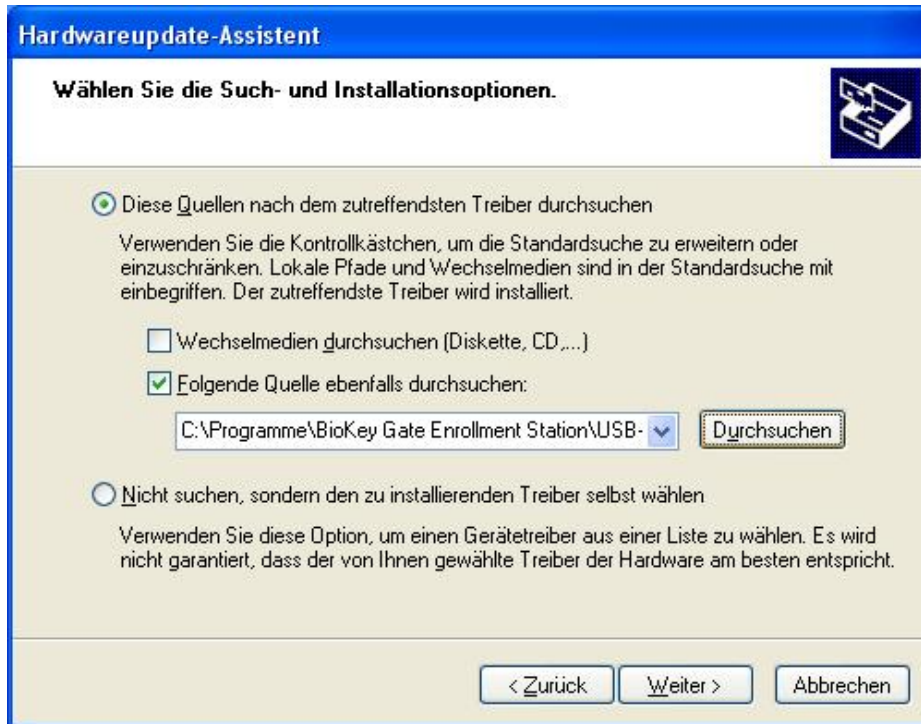 Hardwareupdate-Assistent
Wählen Sie die Such- und Installationsoptionen.
Diese Quellen nach dem zutreffendsten Treiber durchsuchen
Verwenden Sie die Kontrollkästchen, um die Standardsuche zu erweitern oder
einzuschränken. Lokale Pfade und Wechselmedien sind in der Standardsuche mit
einbegriffen. Der zutreffendste Treiber wird installiert.
Wechselmedien durchsuchen (Diskette, CD,...)
Folgende Quelle ebenfalls durchsuchen:
C:\Programme\BioKey Gate Enrollment Station\USB- Durchsuchen
Nicht suchen, sondern den zu installierenden Treiber selbst wählen
Verwenden Sie diese Option, um einen Gerätetreiber aus einer Liste zu wählen. Es wird
nicht garantiert, dass der von Ihnen gewählte Treiber der Hardware am besten entspricht.
< Zurück Weiter > Abbrechen